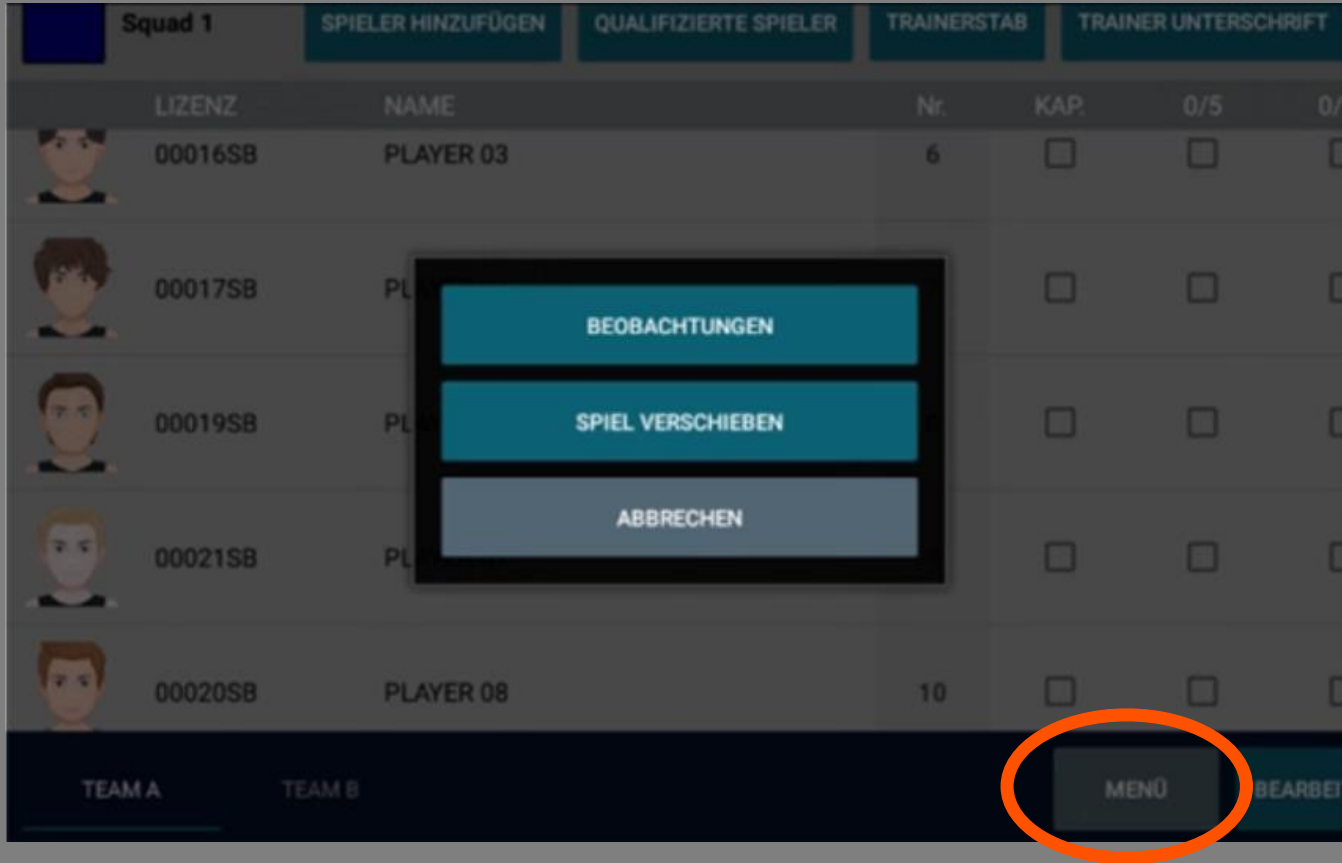 Squad 1 SPIELER HINZUFÜGEN QUALIFIZIERTE SPIELER TRAINERSTAB TRAINER UNTERSCHRIFT
LIZENZ NAME Nr. KAP. 0/5
00016SB PLAYER 03 6
00017SB
BEOBACHTUNGEN
00019SB
SPIEL VERSCHIEBEN
ABBRECHEN
00021SB
00020SB PLAYER 08 10
TEAM A TEAM B MENÜ